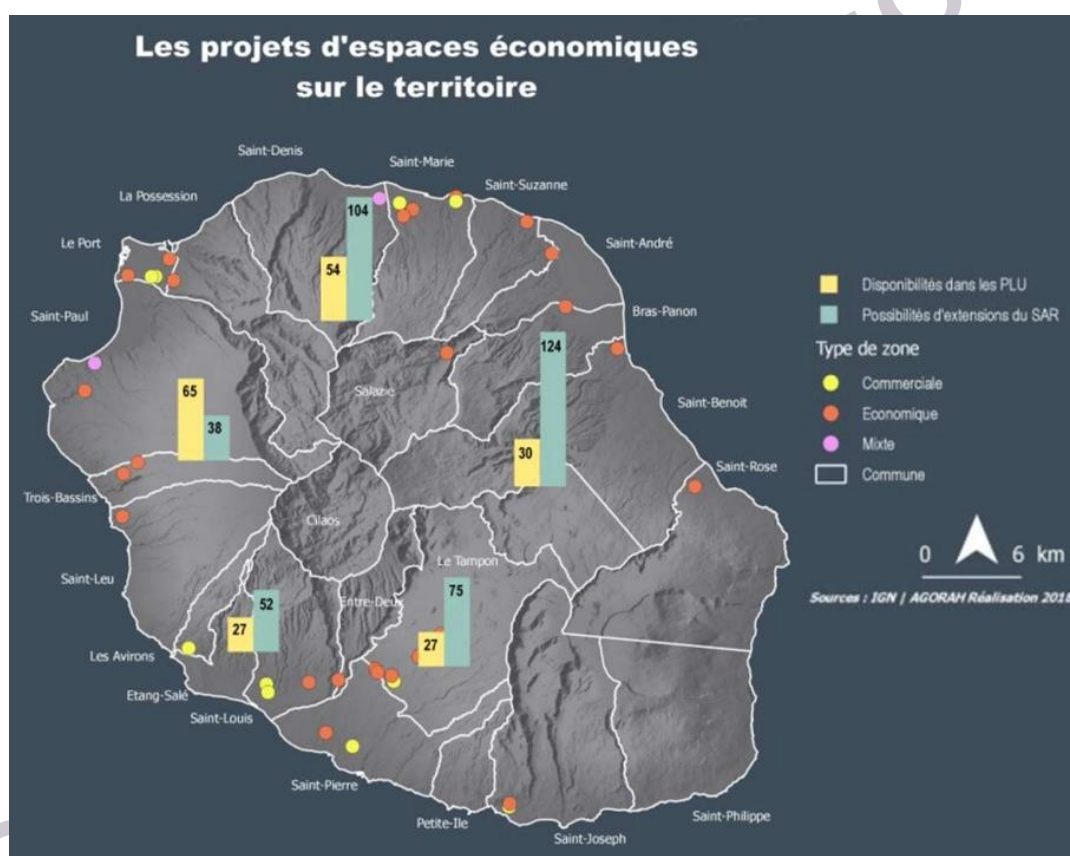 Les projets d'espaces économiques
sur le territoire
Saint-Denis
Saint-Marie
Saint-Suzanne
La Possession
Le Port
Saint-André
Saint-Paul
Bras-Panon
Salazie
Saint-Benoit
Saint-Rose
Trois-Bassins
Cilaos
Le Tampon
Saint-Leu
Entre-Deux
Les Avirons
Etang-Salé
Saint-Louis
Saint-Pierre
Petite-Ile
Saint-Joseph
Saint-Philippe
54
104
65
38
30
124
27
52
27
75
Disponibilités dans les PLU
Possibilités d'extensions du SAR
Type de zone
Commerciale
Economique
Mixte
Commune
0 6 km
Sources : IGN | AGORAH Réalisation 2018